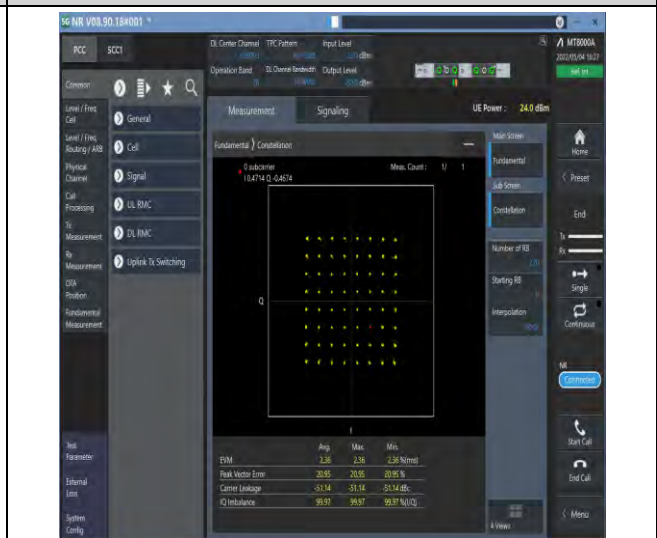 5G NR V00.90.18#001 *
PCC SCC1
DL Center Channel TPC Pattern Input Level
dBm
Operation Band DL Channel Bandwidth Output Level
dBm
MT8000A
2022/05/04
Ref. Int
Measurement Signaling UE Power : 24.0 dBm
Common
Level / Freq
Cell
Level / Freq
Routing / ARB
Physical
Channel
Call
Processing
Tx
Measurement
Rx
Measurement
OTA
Position
Fundamental
Measurement
Test
Parameter
External
Loss
System
Config
General
Cell
Signal
UL RMC
DL RMC
Uplink Tx Switching
Fundamental Constellation
0 subcarrier Meas. Count : 1/ 1
I 0.4714 Q -0.4674
Q
I
Avg. Max. Min.
EVM 2.36 2.36 2.36 %(rms)
Peak Vector Error 20.95 20.95 20.95 %
Carrier Leakage -51.14 -51.14 -51.14 dBc
IQ Imbalance 99.97 99.97 99.97 %(I/Q)
Main Screen
Fundamental
Sub Screen
Constellation
Number of RB
Starting RB
Interpolation
4 Views
Home
Preset
End
Tx
Rx
Single
Continuous
NR
Connected
Start Call
End Call
Menu